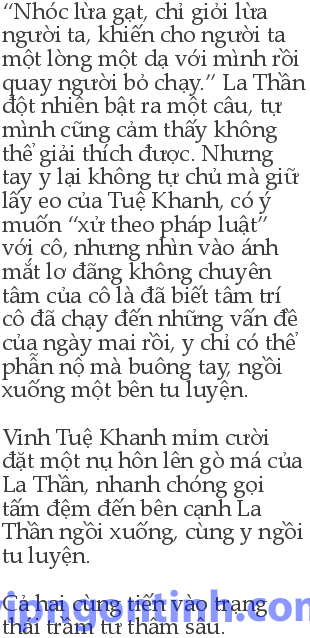 “Nhóc lừa gạt, chỉ giỏi lừa
người ta, khiến cho người ta
một lòng một dạ với mình rồi
quay người bỏ chạy.” La Thần
đột nhiên bật ra một câu, tự
mình cũng cảm thấy không
thể giải thích được. Nhưng
tay y lại không tự chủ mà giữ
lấy eo của Tuệ Khanh, có ý
muốn “xử theo pháp luật”
với cô, nhưng nhìn vào ánh
mắt lơ đãng không chuyên
tâm của cô là đã biết tâm trí
cô đã chạy đến những vấn đề
của ngày mai rồi, y chỉ có thể
phẫn nộ mà buông tay, ngồi
xuống một bên tu luyện.
Vinh Tuệ Khanh mỉm cười
đặt một nụ hôn lên gò má của
La Thần, nhanh chóng gọi
tấm đệm đến bên cạnh La
Thần ngồi xuống, cùng y ngồi
tu luyện.
Cả hai cùng tiến vào trạng
thái trầm tư thâm sâu.
vipngontinh.com